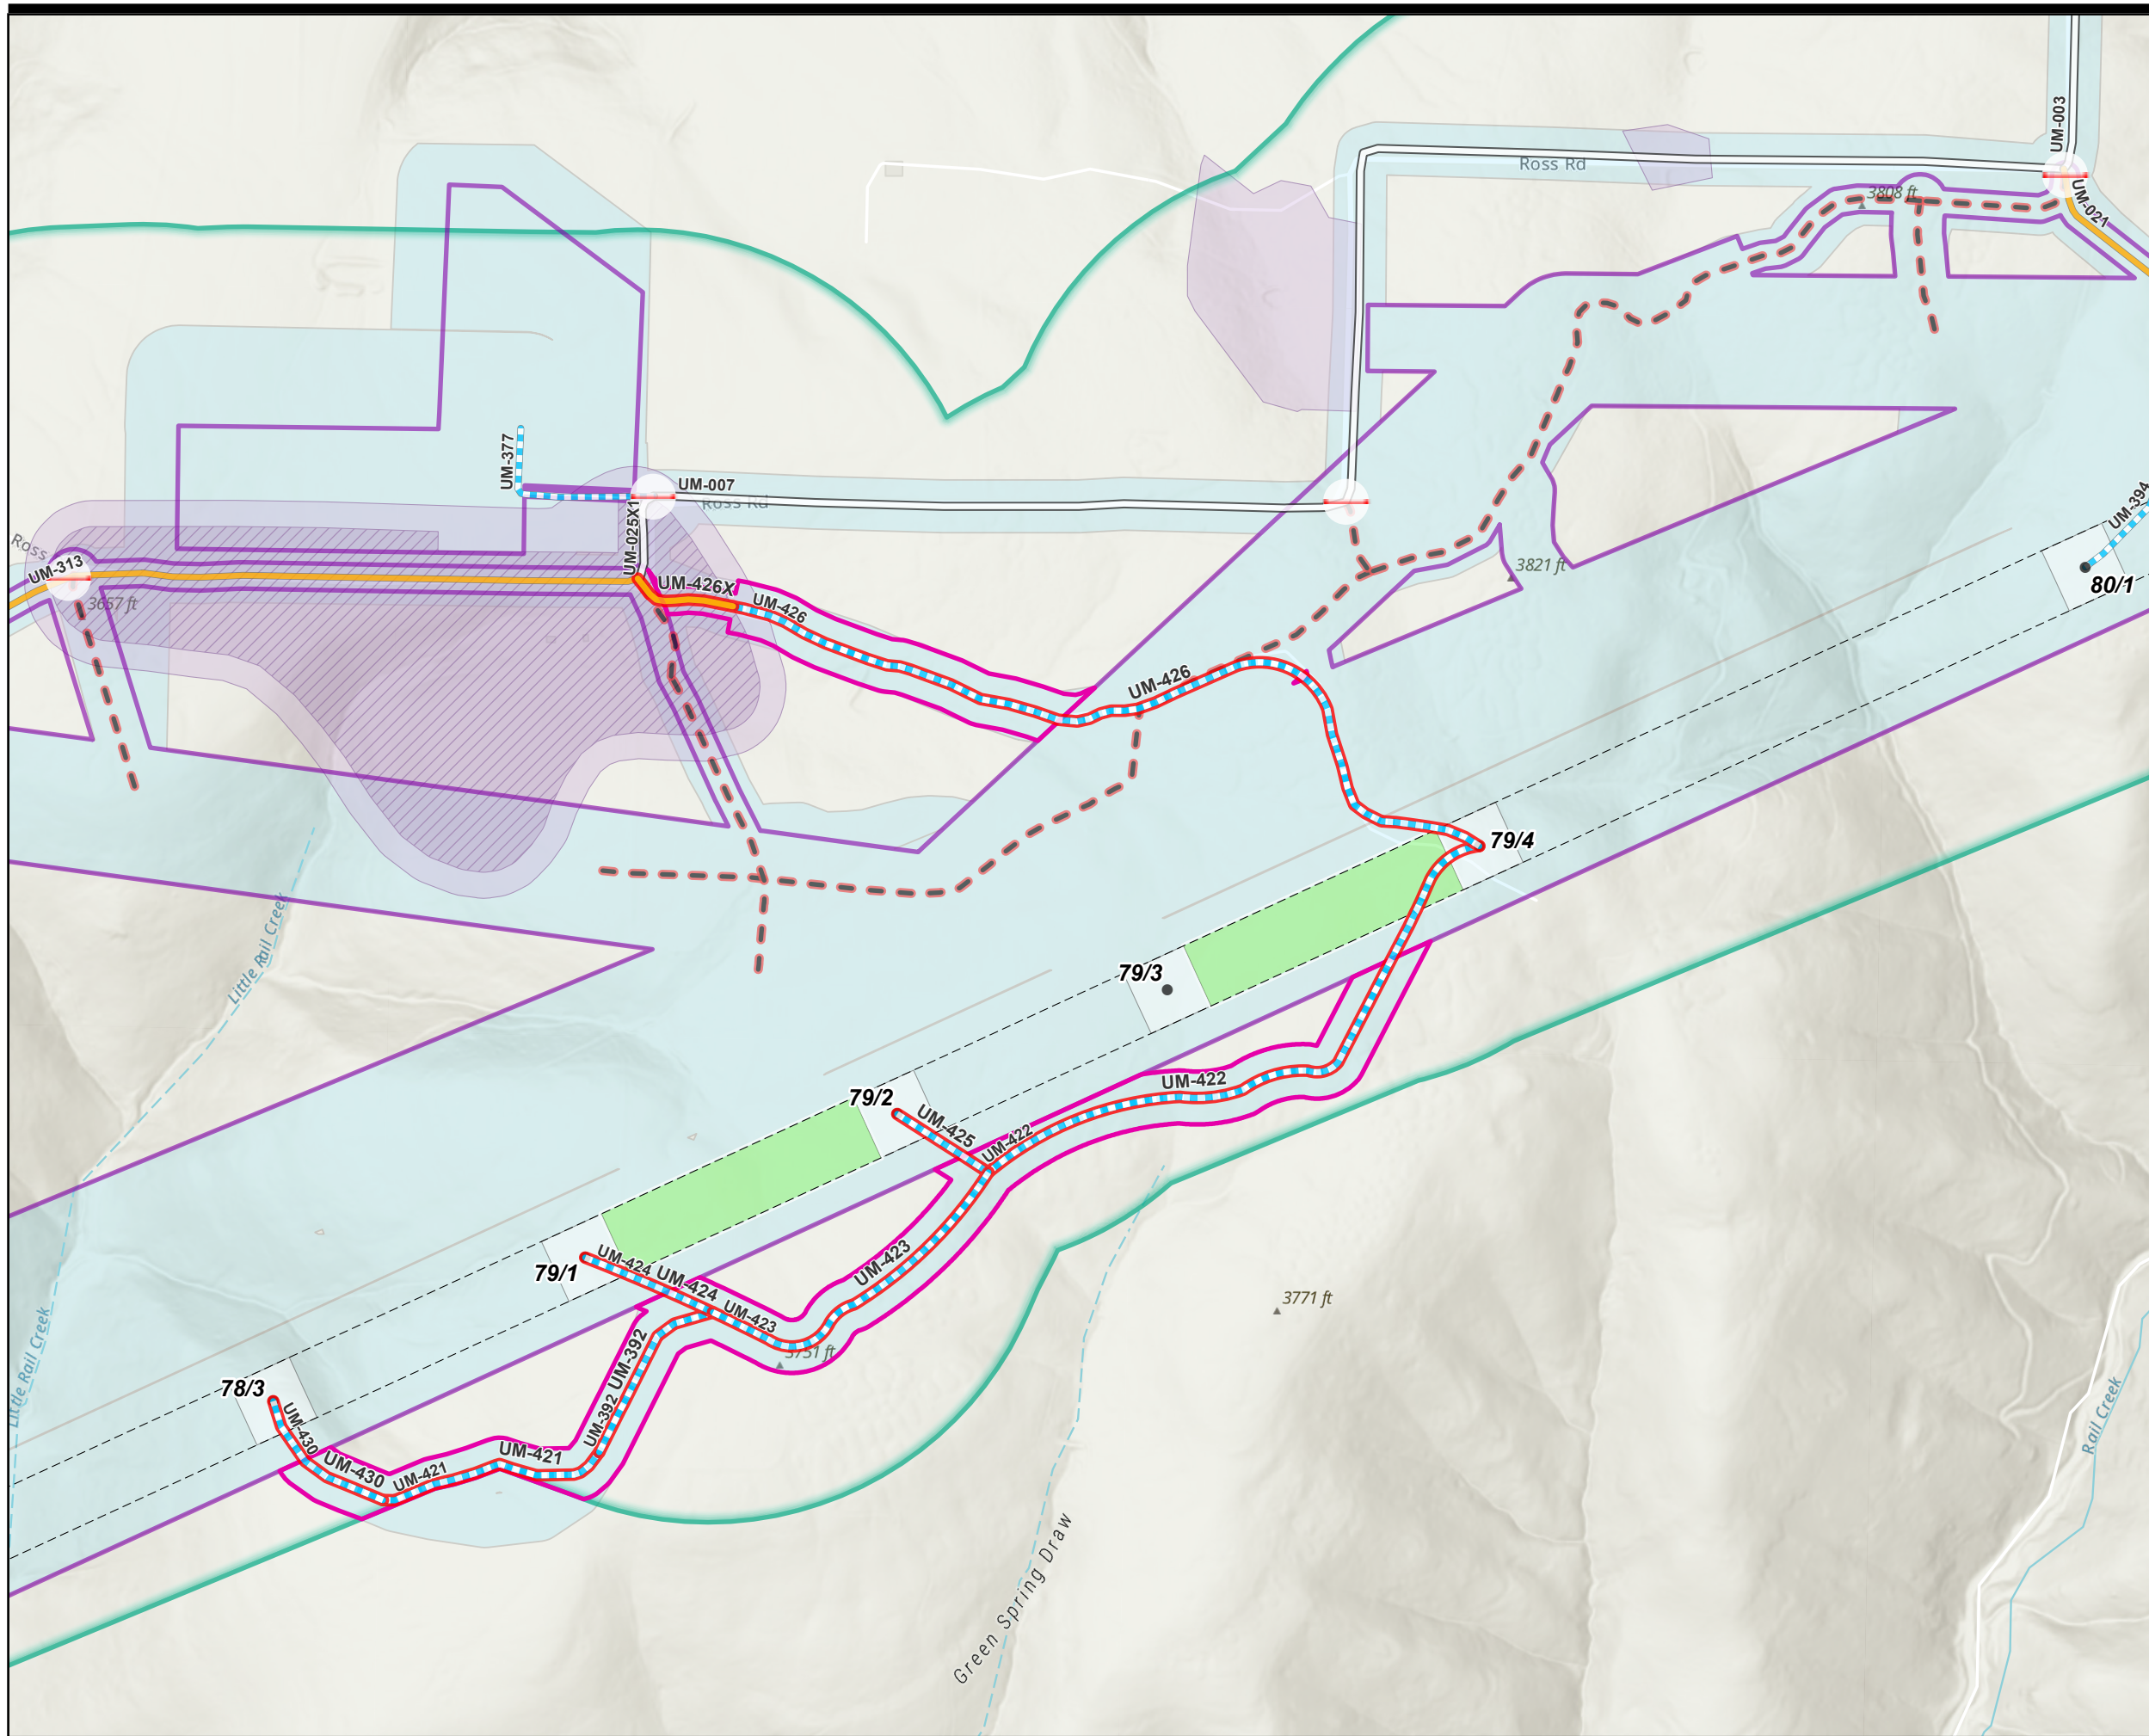 UM-003
Ross Rd
3808 ft
UM-021
UM-377
UM-007
Ross Rd
UM-025X1
Ross
UM-313
3657 ft
UM-426X
UM-426
3821 ft
UM-394
80/1
UM-426
79/4
Little Rail Creek
79/3
79/2
UM-425
UM-422
UM-422
UM-423
79/1
UM-424
UM-424
UM-423
3771 ft
3751 ft
Little Rail Creek
UM-392
UM-392
78/3
UM-430
UM-430
UM-421
UM-421
Rail Creek
Green Spring Draw